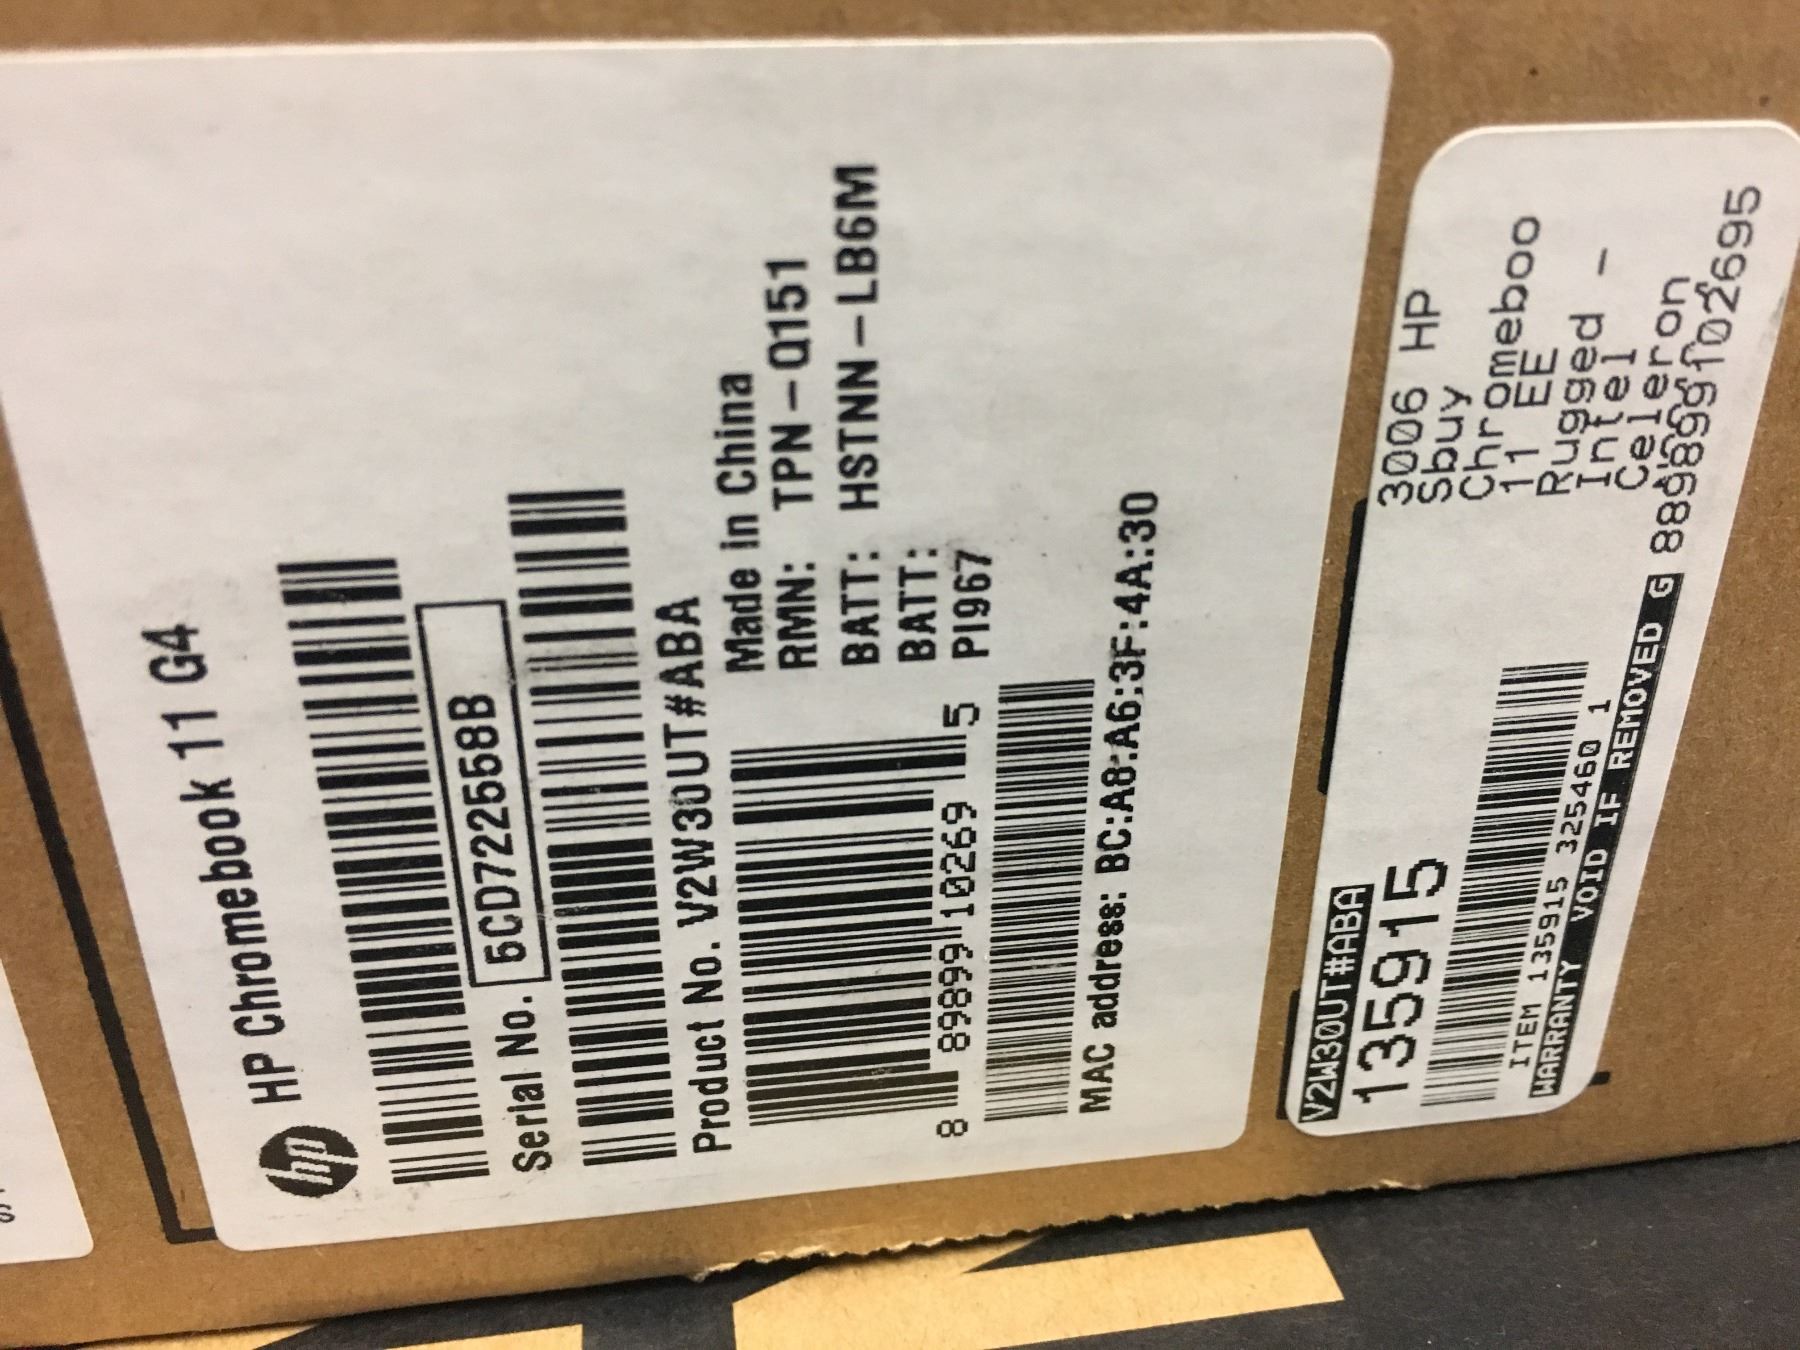 hp HP Chromebook 11 G4
Serial No. 5CD722558B
Product No. V2W30UT#ABA
Made in China
RMN: TPN-Q151
BATT: HSTNN-LB6M
BATT:
PI967
8 89899 10269 5
MAC address: BC:A8:A6:3F:4A:30
V2W30UT#ABA
135915
ITEM 135915 325460 1
WARRANTY VOID IF REMOVED G
3006 HP
Sbuy
Chromeboo
11 EE
Rugged -
Intel
Celeron
889899102695